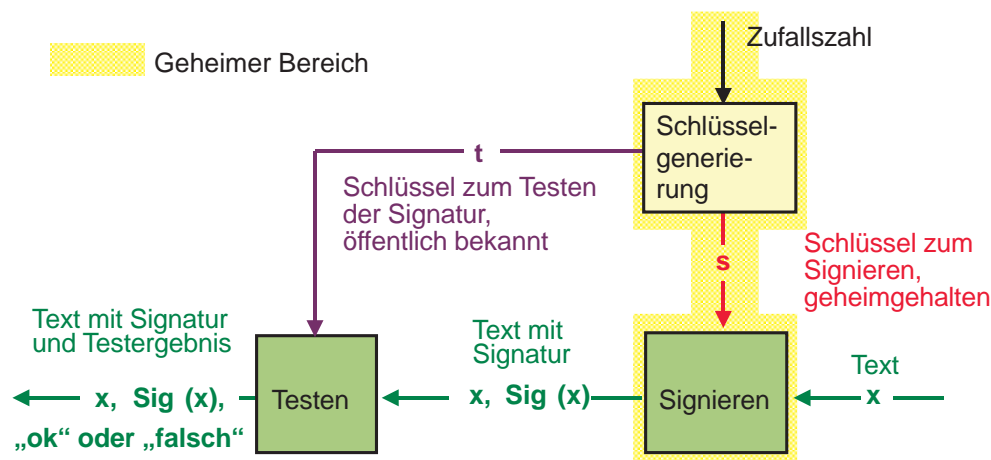 Zufallszahl
Geheimer Bereich
Schlüssel-
generie-
rung
t
Schlüssel zum Testen
der Signatur,
öffentlich bekannt
s
Schlüssel zum
Signieren,
geheimgehalten
Text mit Signatur
und Testergebnis
x, Sig (x),
„ok“ oder „falsch“
Testen
Text mit
Signatur
x, Sig (x)
Signieren
Text
x